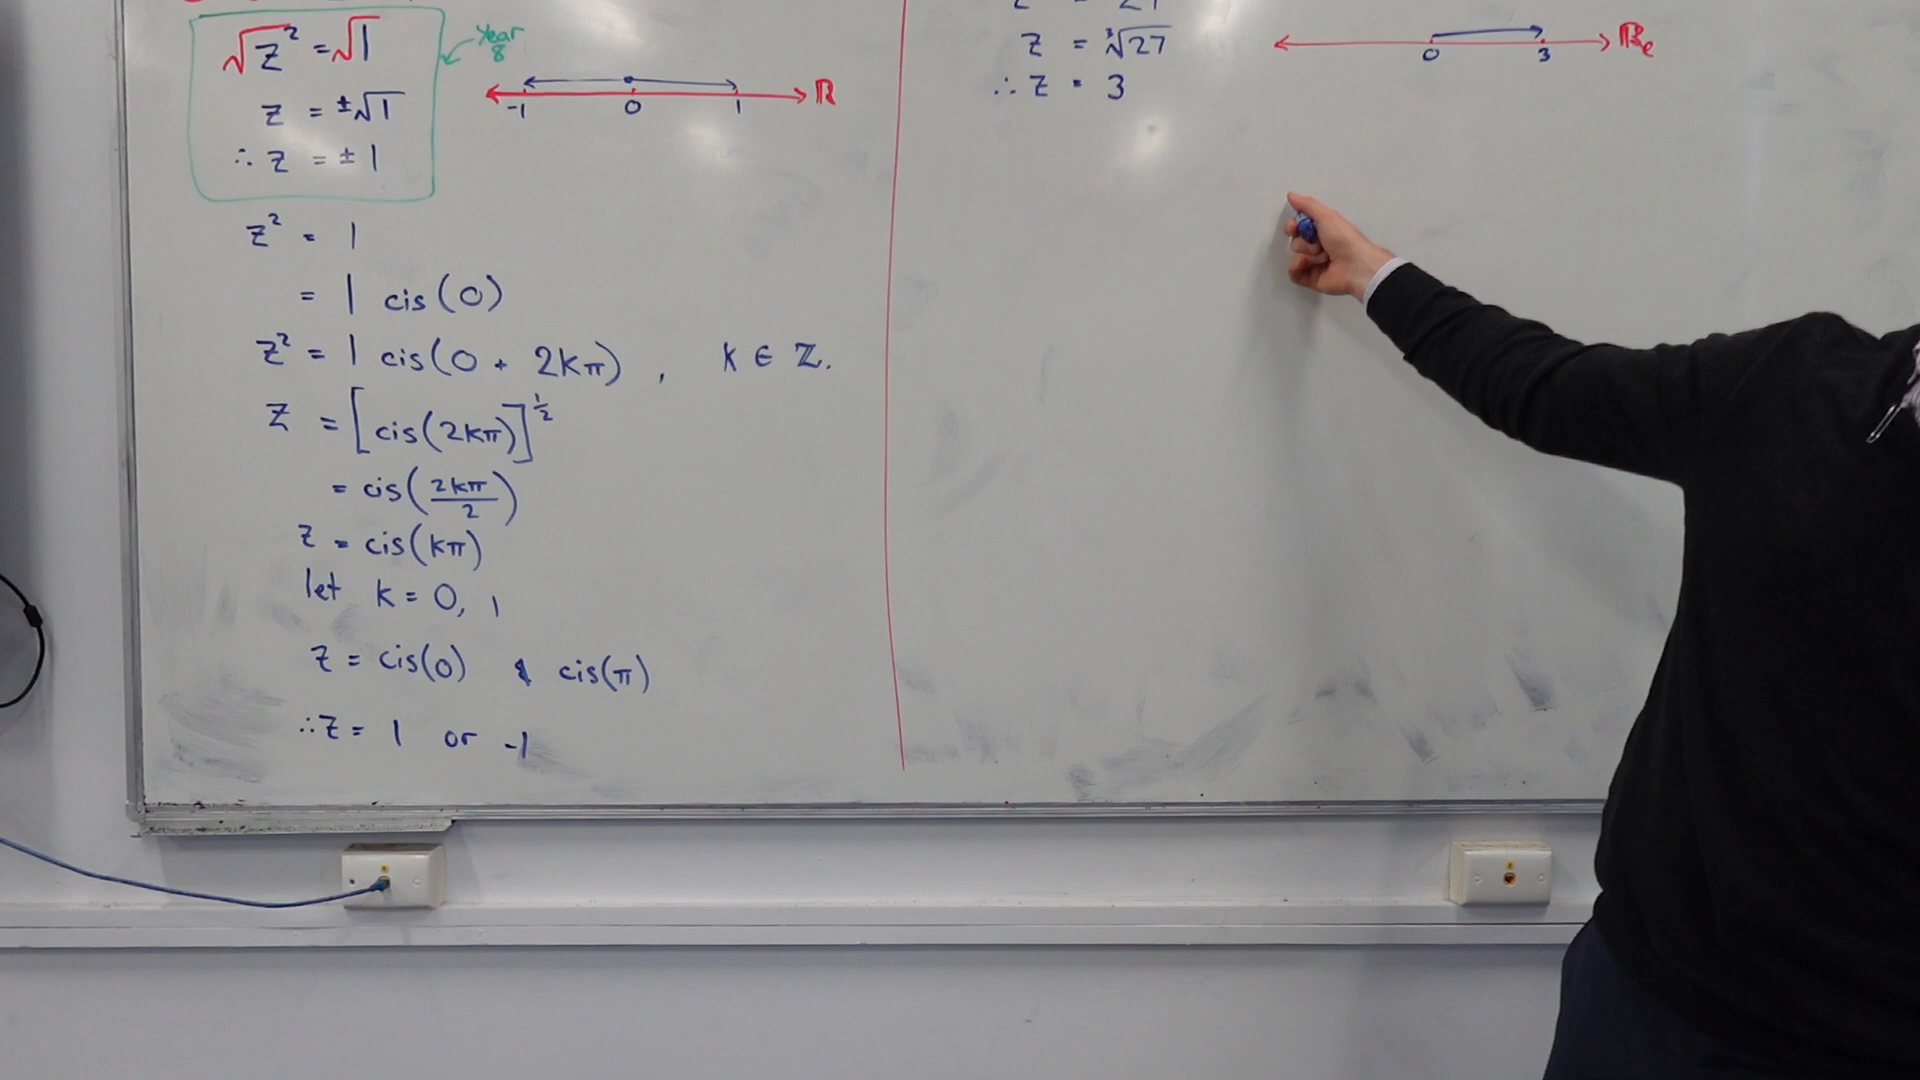 √z² = √1
z = ±√1
∴ z = ± 1
Year 8
-1 0 1 ℝ
z² = 1
= 1 cis(0)
z² = 1 cis(0 + 2kπ) , k ∈ ℤ.
z = [cis(2kπ)]^½
= cis(2kπ/2)
z = cis(kπ)
let k = 0, 1
z = cis(0) & cis(π)
∴ z = 1 or -1
z = ∛27
∴ z = 3
0 3 ℝe